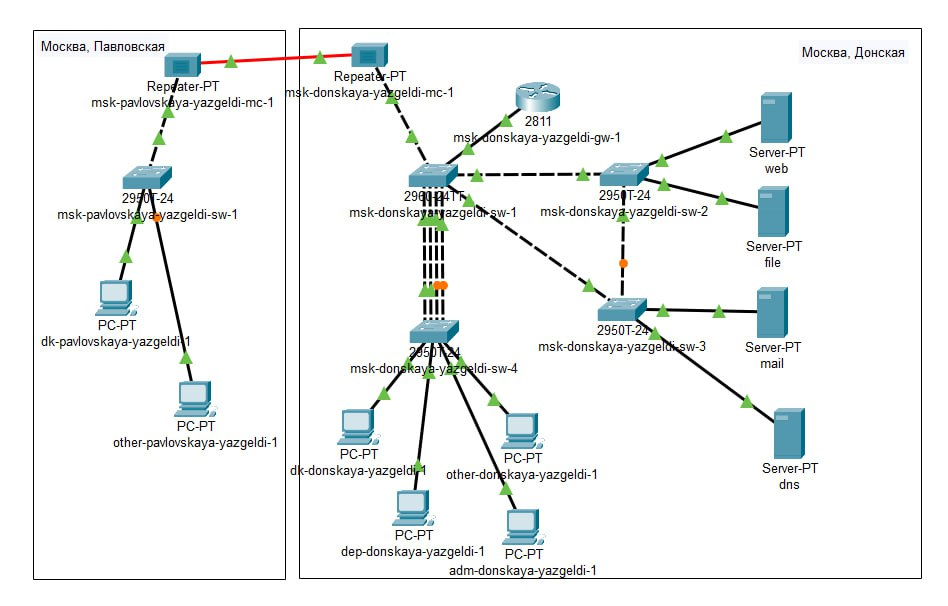 Москва, Павловская
Repeater-PT
msk-pavlovskaya-yazgeldi-mc-1
2950T-24
msk-pavlovskaya-yazgeldi-sw-1
PC-PT
dk-pavlovskaya-yazgeldi-1
PC-PT
other-pavlovskaya-yazgeldi-1
Москва, Донская
Repeater-PT
msk-donskaya-yazgeldi-mc-1
2811
msk-donskaya-yazgeldi-gw-1
2960-24TT
msk-donskaya-yazgeldi-sw-1
2950T-24
msk-donskaya-yazgeldi-sw-2
Server-PT
web
Server-PT
file
2950T-24
msk-donskaya-yazgeldi-sw-3
Server-PT
mail
Server-PT
dns
2950T-24
msk-donskaya-yazgeldi-sw-4
PC-PT
dk-donskaya-yazgeldi-1
PC-PT
other-donskaya-yazgeldi-1
PC-PT
dep-donskaya-yazgeldi-1
PC-PT
adm-donskaya-yazgeldi-1